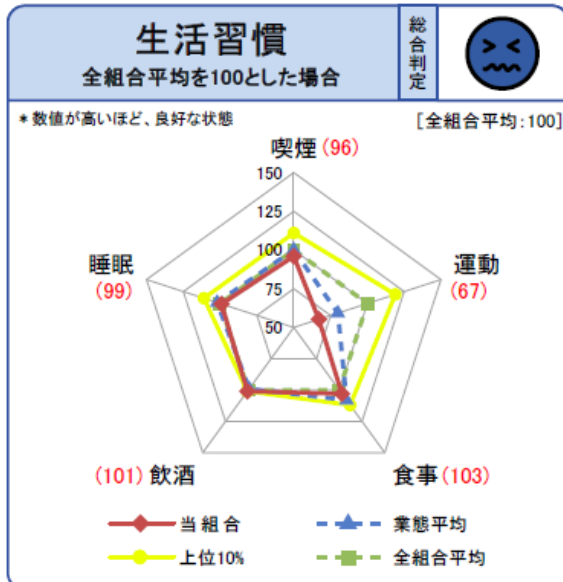 生活習慣
全組合平均を100とした場合
総合判定
*数値が高いほど、良好な状態
[全組合平均:100]
喫煙(96)
150
125
100
75
50
睡眠
(99)
運動
(67)
(101)飲酒
食事(103)
当組合
業態平均
上位10%
全組合平均